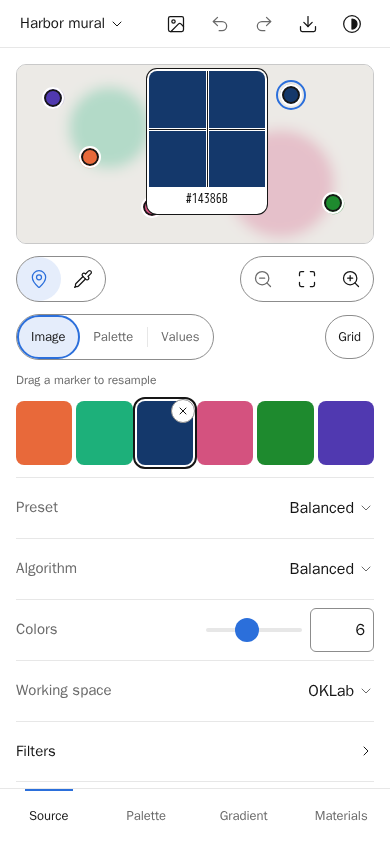 Harbor mural
#14386B
Image
Palette
Values
Grid
Drag a marker to resample
Preset
Balanced
Algorithm
Balanced
Colors
6
Working space
OKLab
Filters
Source
Palette
Gradient
Materials